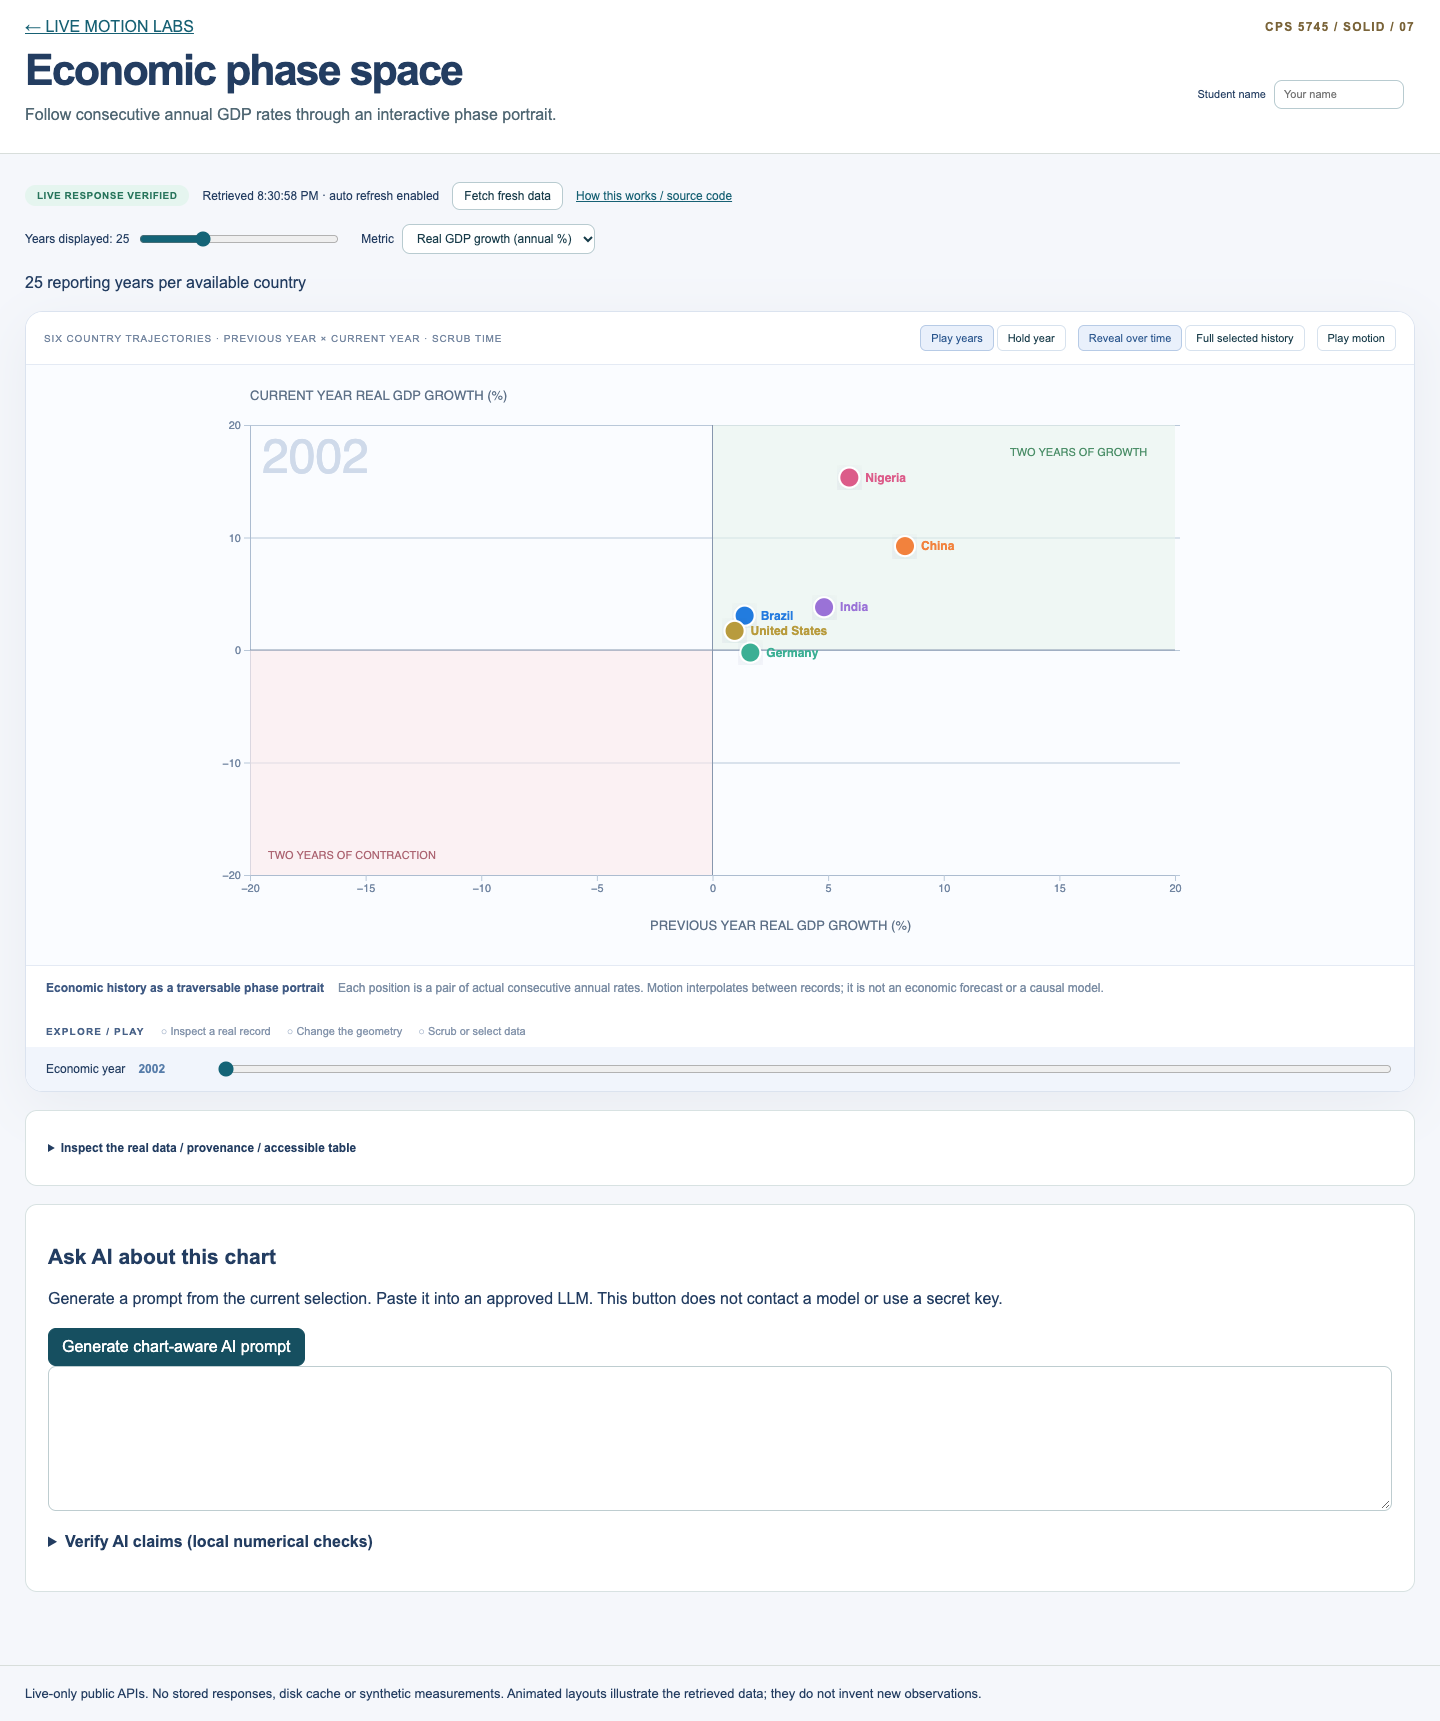 ← LIVE MOTION LABS
CPS 5745 / SOLID / 07
Economic phase space
Student name
Your name
Follow consecutive annual GDP rates through an interactive phase portrait.
LIVE RESPONSE VERIFIED
Retrieved 8:30:58 PM · auto refresh enabled
Fetch fresh data
How this works / source code
Years displayed: 25
Metric
Real GDP growth (annual %)
25 reporting years per available country
SIX COUNTRY TRAJECTORIES · PREVIOUS YEAR × CURRENT YEAR · SCRUB TIME
Play years
Hold year
Reveal over time
Full selected history
Play motion
CURRENT YEAR REAL GDP GROWTH (%)
20
2002
TWO YEARS OF GROWTH
Nigeria
10
China
India
Brazil
United States
0
Germany
−10
TWO YEARS OF CONTRACTION
−20
−20
−15
−10
−5
0
5
10
15
20
PREVIOUS YEAR REAL GDP GROWTH (%)
Economic history as a traversable phase portrait
Each position is a pair of actual consecutive annual rates. Motion interpolates between records; it is not an economic forecast or a causal model.
EXPLORE / PLAY
○ Inspect a real record
○ Change the geometry
○ Scrub or select data
Economic year
2002
▶ Inspect the real data / provenance / accessible table
Ask AI about this chart
Generate a prompt from the current selection. Paste it into an approved LLM. This button does not contact a model or use a secret key.
Generate chart-aware AI prompt
▶ Verify AI claims (local numerical checks)
Live-only public APIs. No stored responses, disk cache or synthetic measurements. Animated layouts illustrate the retrieved data; they do not invent new observations.